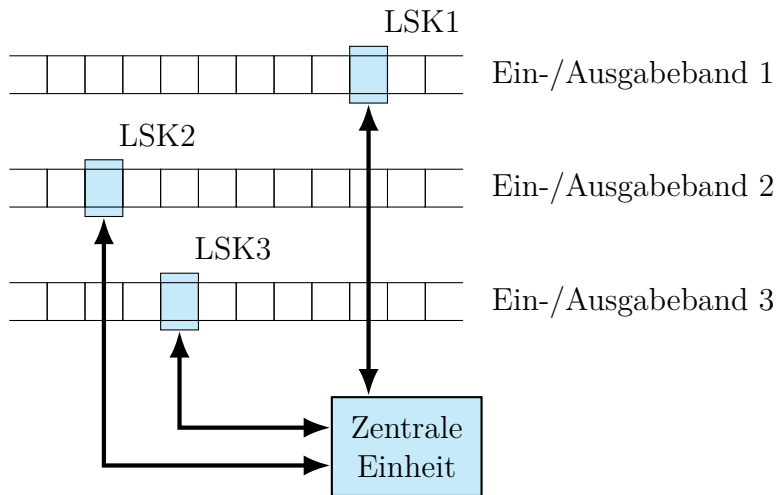 LSK1
Ein-/Ausgabeband 1
LSK2
Ein-/Ausgabeband 2
LSK3
Ein-/Ausgabeband 3
Zentrale
Einheit